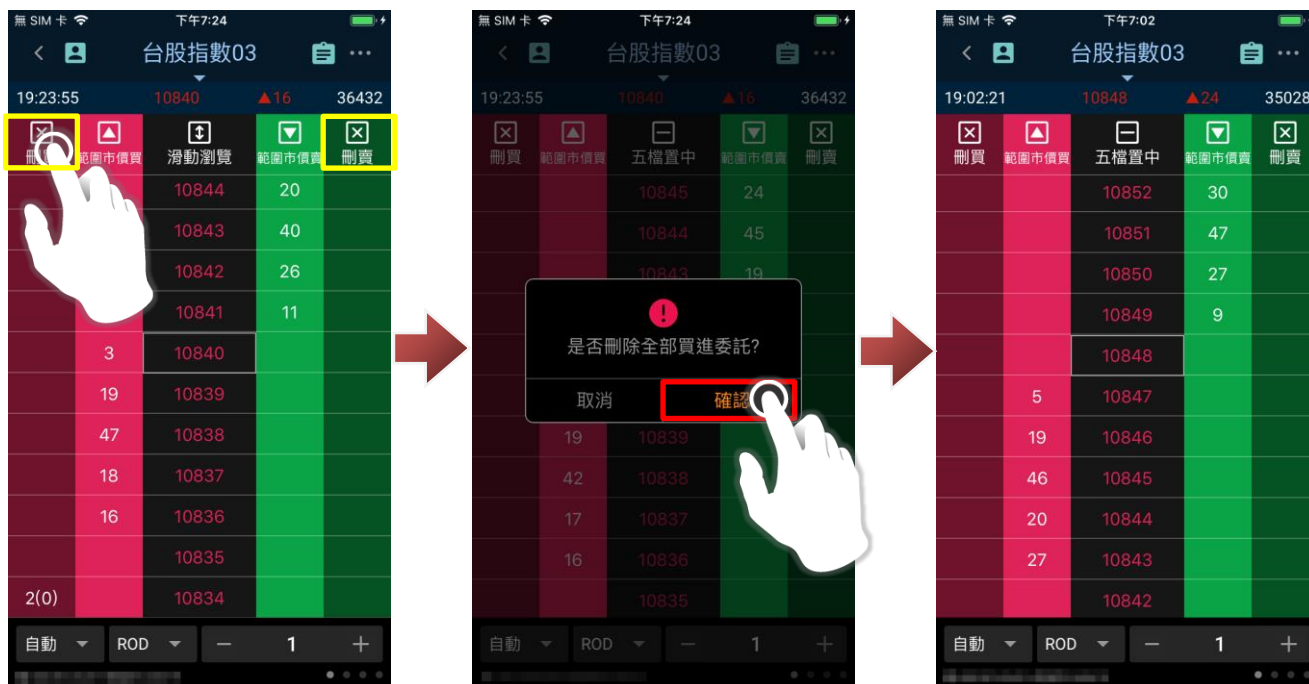 無 SIM 卡 下午7:24
台股指數03
19:23:55 10840 ▲16 36432
範圍市價買 滑動瀏覽 範圍市價賣 刪賣
10844 20
10843 40
10842 26
10841 11
3 10840
19 10839
47 10838
18 10837
16 10836
10835
2(0) 10834
自動 ROD — 1 +
無 SIM 卡 下午7:24
台股指數03
19:23:55 10840 ▲16 36432
刪買 範圍市價買 五檔置中 範圍市價賣 刪賣
10845 24
10844 45
10843 19
是否刪除全部買進委託?
取消 確認
19 10839
42 10838
17 10837
16 10836
10835
自動 ROD — 1 +
無 SIM 卡 下午7:02
台股指數03
19:02:21 10848 ▲24 35028
刪買 範圍市價買 五檔置中 範圍市價賣 刪賣
10852 30
10851 47
10850 27
10849 9
10848
5 10847
19 10846
46 10845
20 10844
27 10843
10842
自動 ROD — 1 +